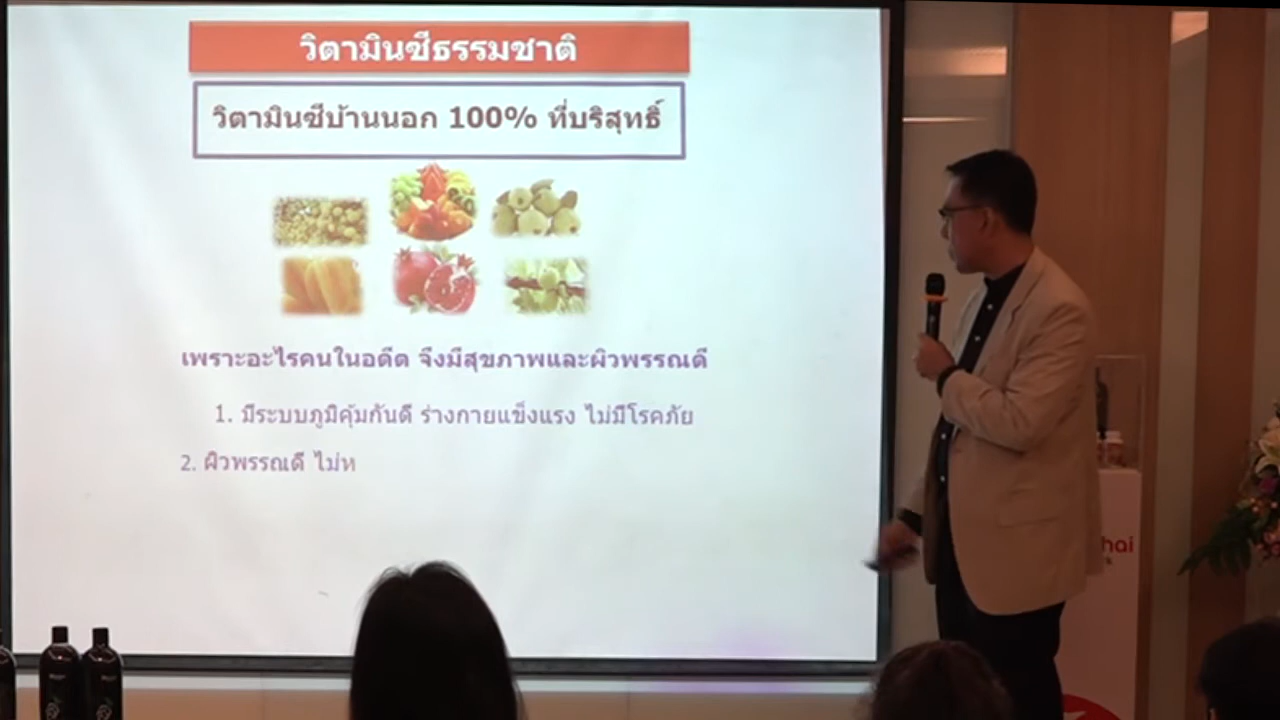 วิตามินซีธรรมชาติ
วิตามินซีบ้านนอก 100% ที่บริสุทธิ์
เพราะอะไรคนในอดีต จึงมีสุขภาพและผิวพรรณดี
1. มีระบบภูมิคุ้มกันดี ร่างกายแข็งแรง ไม่มีโรคภัย
2. ผิวพรรณดี ไม่ห
hai